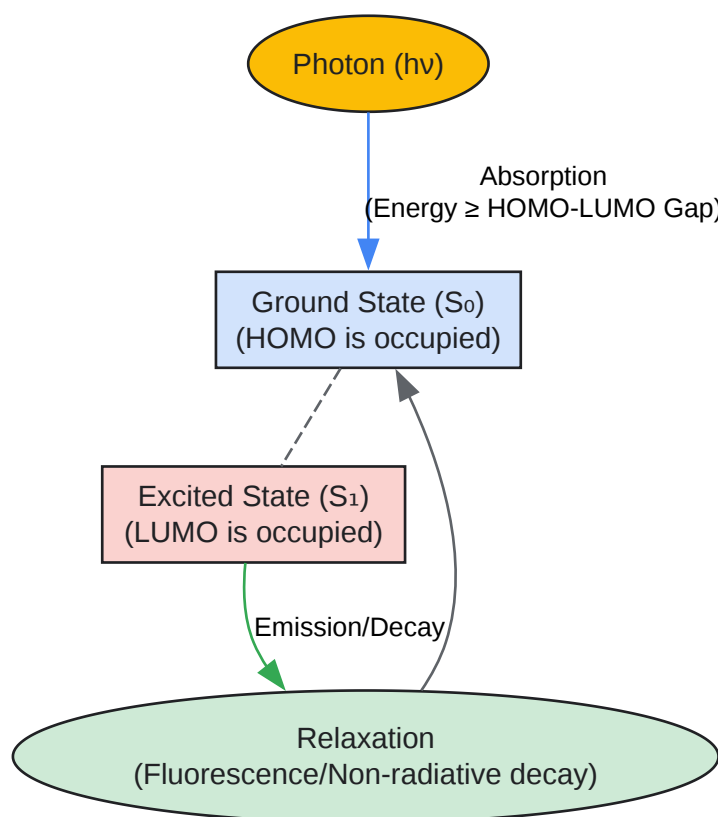 Photon (hν)
Absorption
(Energy ≥ HOMO-LUMO Gap)
Ground State (S₀)
(HOMO is occupied)
Excited State (S₁)
(LUMO is occupied)
Emission/Decay
Relaxation
(Fluorescence/Non-radiative decay)